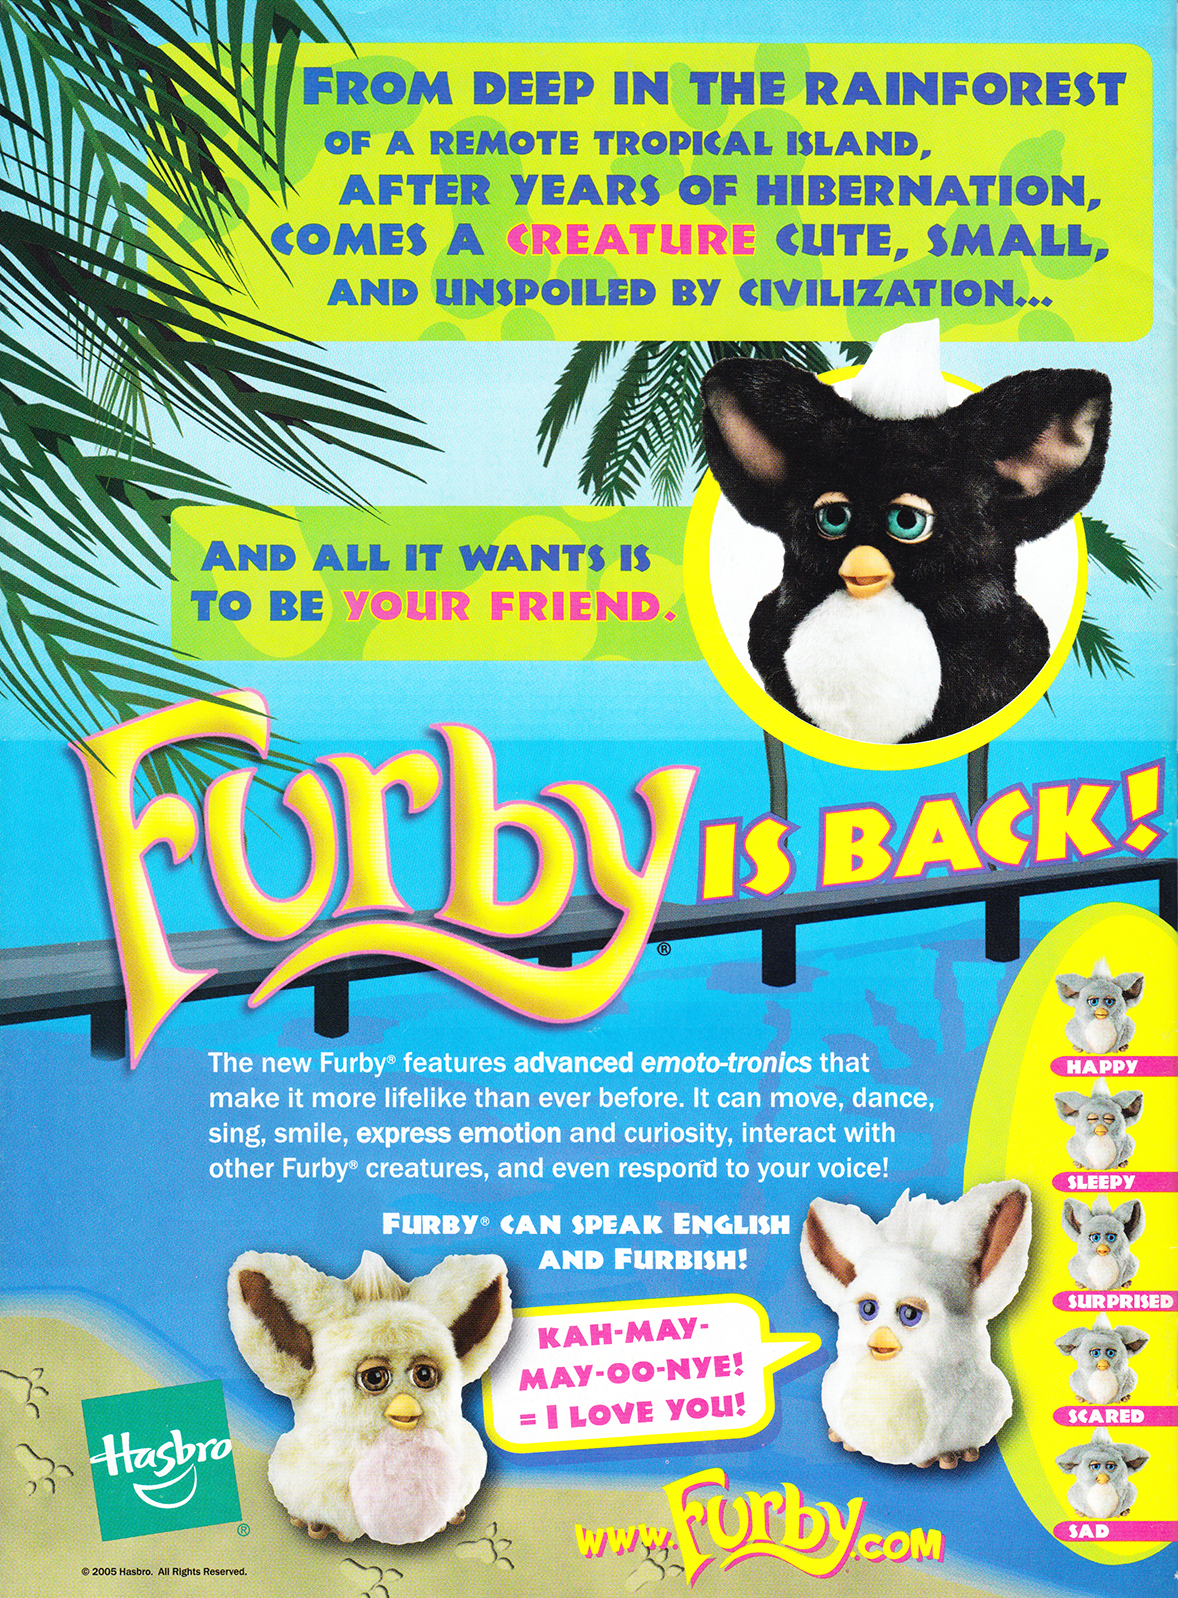 FROM DEEP IN THE RAINFOREST
OF A REMOTE TROPICAL ISLAND,
AFTER YEARS OF HIBERNATION,
COMES A CREATURE CUTE, SMALL,
AND UNSPOILED BY CIVILIZATION...
AND ALL IT WANTS IS
TO BE YOUR FRIEND.
Furby®
IS BACK!
The new Furby® features advanced emoto-tronics that
make it more lifelike than ever before. It can move, dance,
sing, smile, express emotion and curiosity, interact with
other Furby® creatures, and even respond to your voice!
FURBY® CAN SPEAK ENGLISH
AND FURBISH!
KAH-MAY-
MAY-OO-NYE!
= I LOVE YOU!
HAPPY
SLEEPY
SURPRISED
SCARED
SAD
Hasbro
®
www.Furby.com
© 2005 Hasbro. All Rights Reserved.